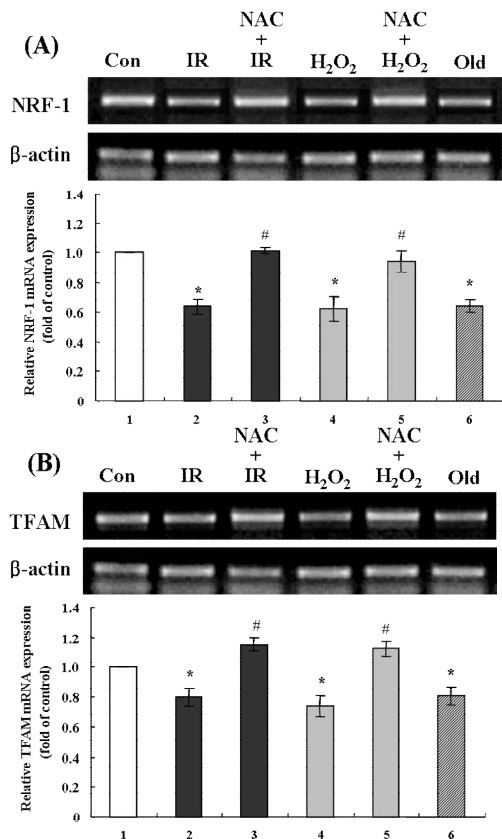 (A)
NAC
NAC
+
+
Con
IR
IR
H₂O₂
H₂O₂
Old
NRF-1
β-actin
Relative NRF-1 mRNA expression
(fold of control)
1.4
1.2
1.0
0.8
0.6
0.4
0.2
0
*
#
*
#
*
1
2
3
4
5
6
(B)
NAC
NAC
+
+
Con
IR
IR
H₂O₂
H₂O₂
Old
TFAM
β-actin
Relative TFAM mRNA expression
(fold of control)
1.4
1.2
1.0
0.8
0.6
0.4
0.2
0
*
#
*
#
*
1
2
3
4
5
6